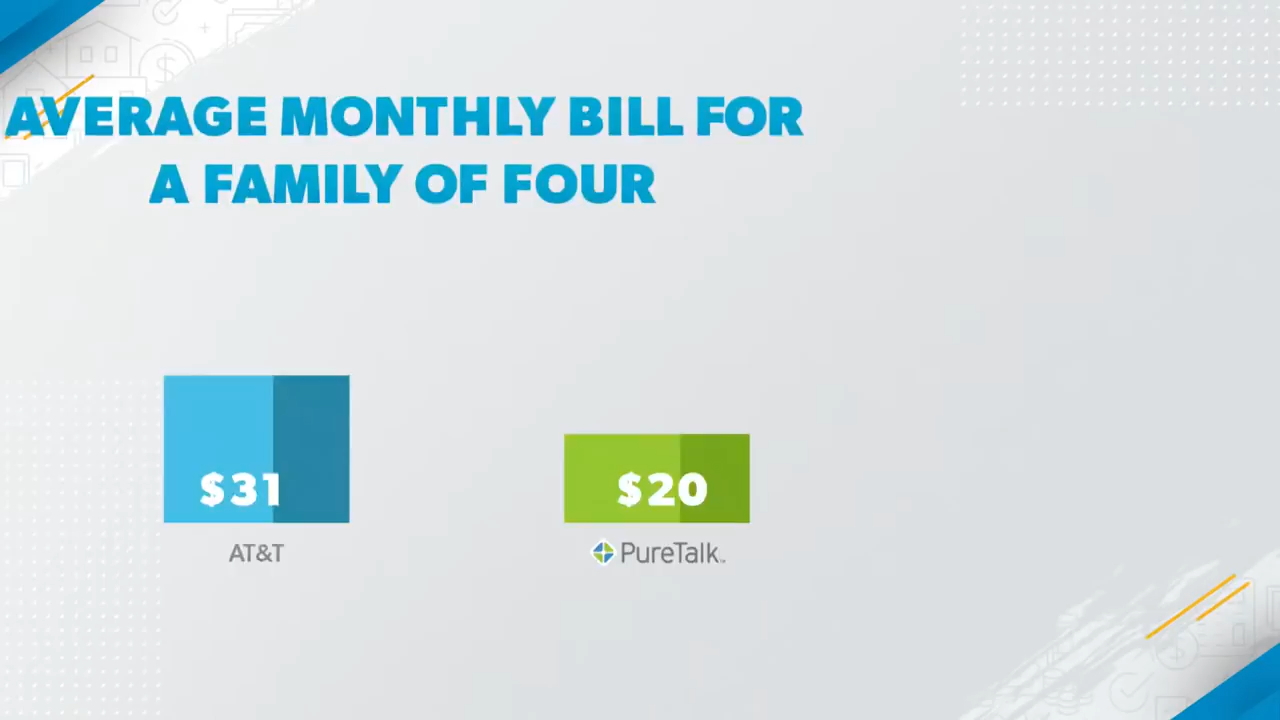 AVERAGE MONTHLY BILL FOR
A FAMILY OF FOUR
$31
$20
AT&T
PureTalk